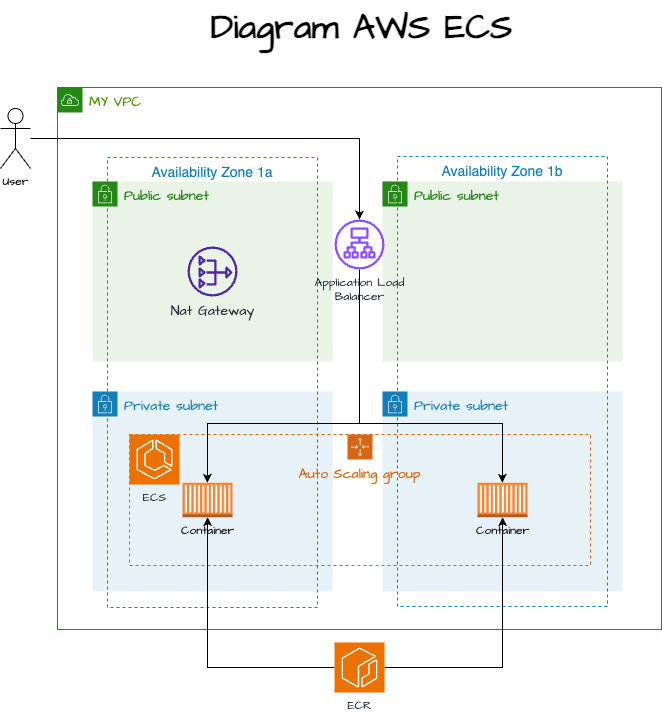 Diagram AWS ECS
MY VPC
User
Availability Zone 1a
Availability Zone 1b
Public subnet
Public subnet
Nat Gateway
Application Load
Balancer
Private subnet
Private subnet
Auto Scaling group
ECS
Container
Container
ECR